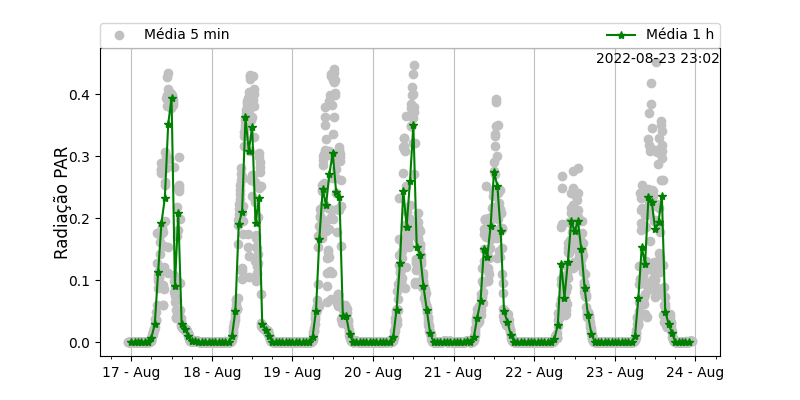 Média 5 min
Média 1 h
2022-08-23 23:02
Radiação PAR
0.4
0.3
0.2
0.1
0.0
17 - Aug
18 - Aug
19 - Aug
20 - Aug
21 - Aug
22 - Aug
23 - Aug
24 - Aug